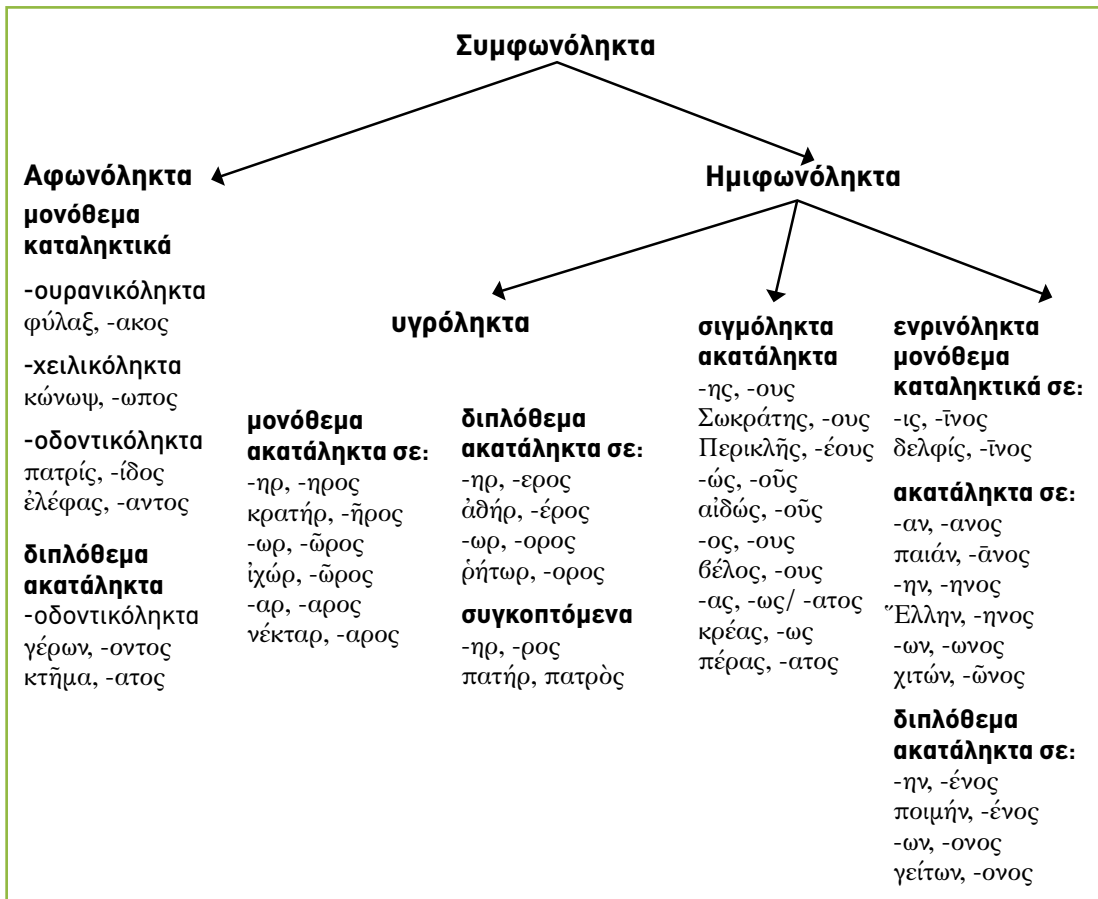 Συμφωνόληκτα
Αφωνόληκτα
μονόθεμα
καταληκτικά
-ουρανικόληκτα
φύλαξ, -ακος
-χειλικόληκτα
κώνωψ, -ωπος
-οδοντικόληκτα
πατρίς, -ίδος
ἐλέφας, -αντος
διπλόθεμα
ακατάληκτα
-οδοντικόληκτα
γέρων, -οντος
κτῆμα, -ατος
Ημιφωνόληκτα
υγρόληκτα
μονόθεμα
ακατάληκτα σε:
-ηρ, -ηρος
κρατήρ, -ῆρος
-ωρ, -ῶρος
ἰχώρ, -ῶρος
-αρ, -αρος
νέκταρ, -αρος
διπλόθεμα
ακατάληκτα σε:
-ηρ, -ερος
ἀθήρ, -έρος
-ωρ, -ορος
ῥήτωρ, -ορος
συγκοπτόμενα
-ηρ, -ρος
πατήρ, πατρὸς
σιγμόληκτα
ακατάληκτα
-ης, -ους
Σωκράτης, -ους
Περικλῆς, -έους
-ώς, -οῦς
αἰδώς, -οῦς
-ος, -ους
βέλος, -ους
-ας, -ως/ -ατος
κρέας, -ως
πέρας, -ατος
ενρινόληκτα
μονόθεμα
καταληκτικά σε:
-ις, -ῖνος
δελφίς, -ῖνος
ακατάληκτα σε:
-αν, -ανος
παιάν, -ᾶνος
-ην, -ηνος
Ἕλλην, -ηνος
-ων, -ωνος
χιτών, -ῶνος
διπλόθεμα
ακατάληκτα σε:
-ην, -ένος
ποιμήν, -ένος
-ων, -ονος
γείτων, -ονος